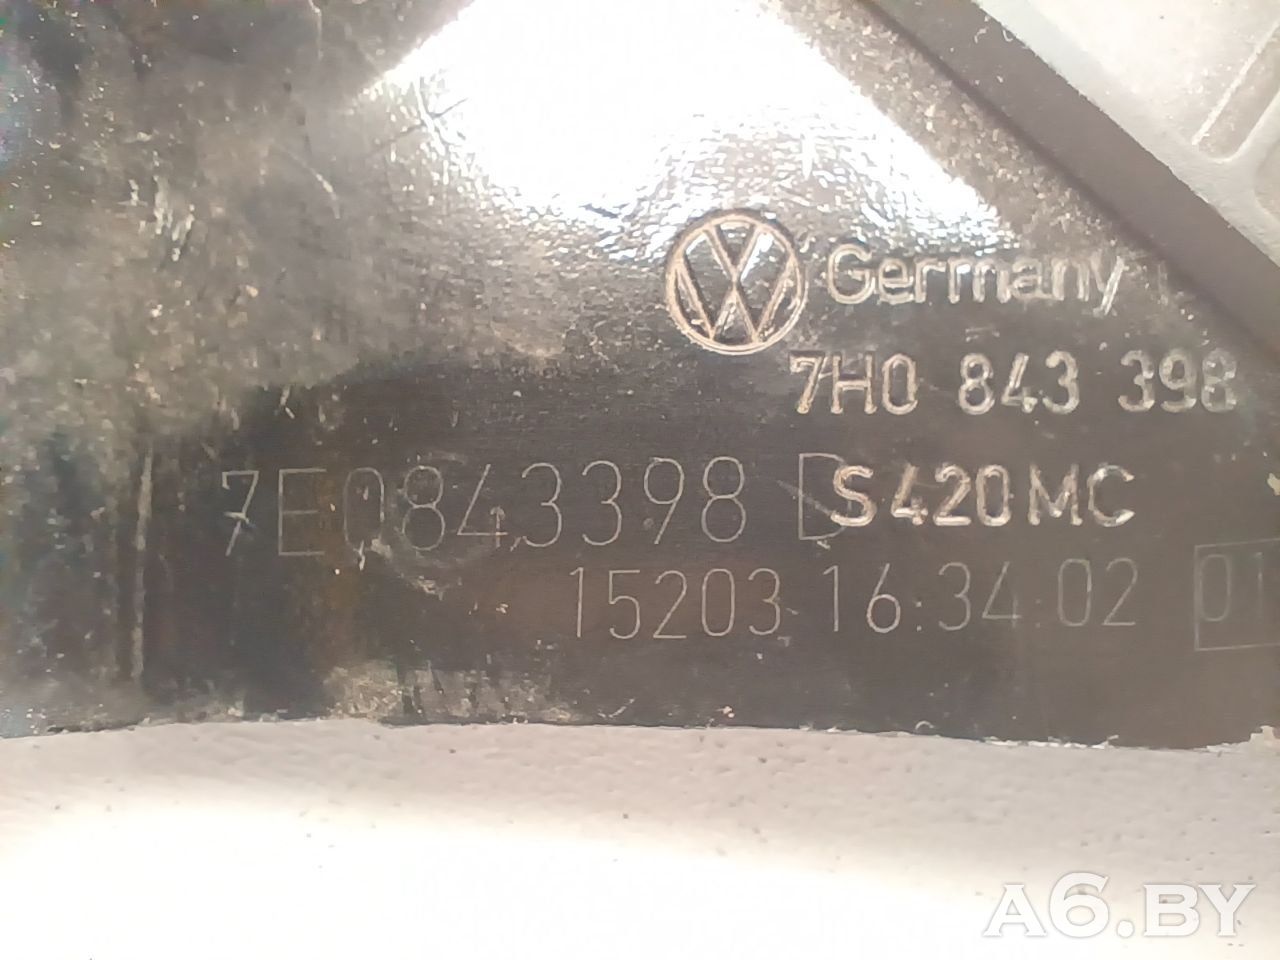 Germany
7H0 843 398
7E0843398 D
S420MC
15203 16:34:02 01
A6.BY